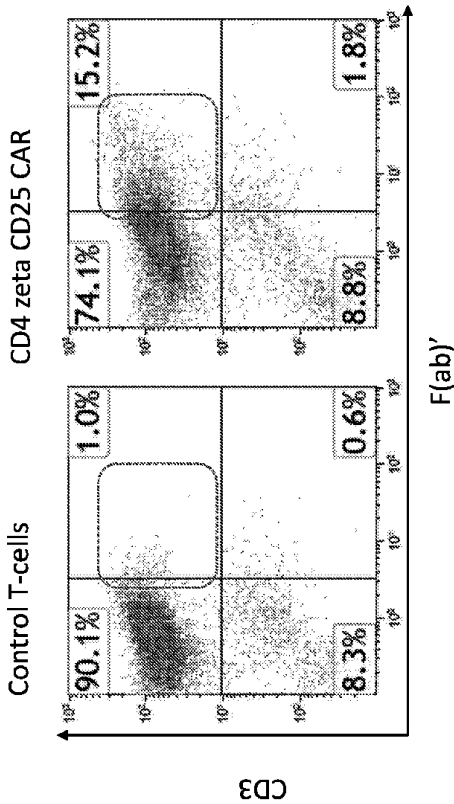 Control T-cells
CD4 zeta CD25 CAR
90.1%
1.0%
74.1%
15.2%
8.3%
0.6%
8.8%
1.8%
CD3
F(ab)’